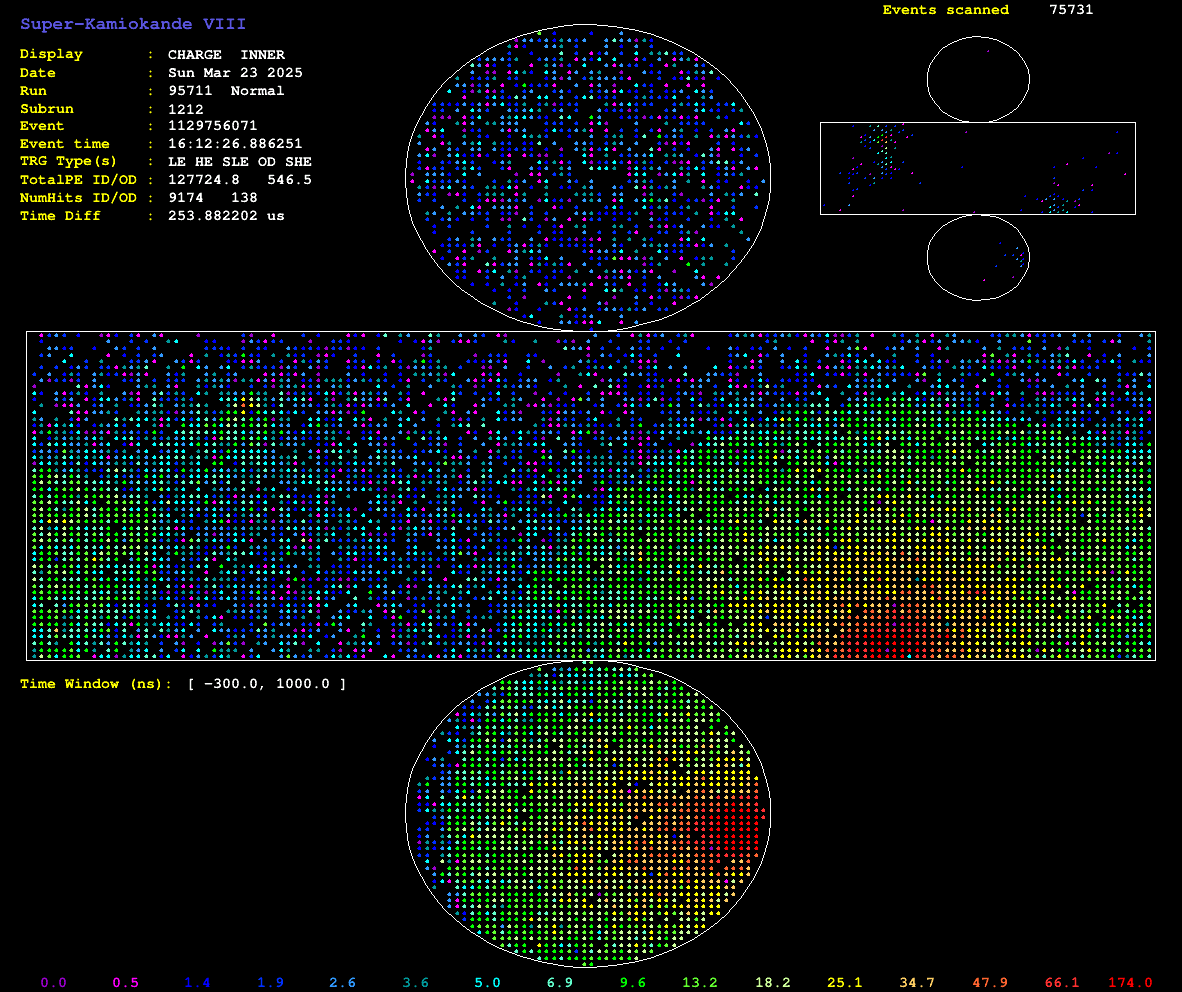 Super-Kamiokande VIII
Events scanned 75731
Display : CHARGE INNER
Date : Sun Mar 23 2025
Run : 95711 Normal
Subrun : 1212
Event : 1129756071
Event time : 16:12:26.886251
TRG Type(s) : LE HE SLE OD SHE
TotalPE ID/OD : 127724.8 546.5
NumHits ID/OD : 9174 138
Time Diff : 253.882202 us
Time Window (ns): [ -300.0, 1000.0 ]
0.0 0.5 1.4 1.9 2.6 3.6 5.0 6.9 9.6 13.2 18.2 25.1 34.7 47.9 66.1 174.0